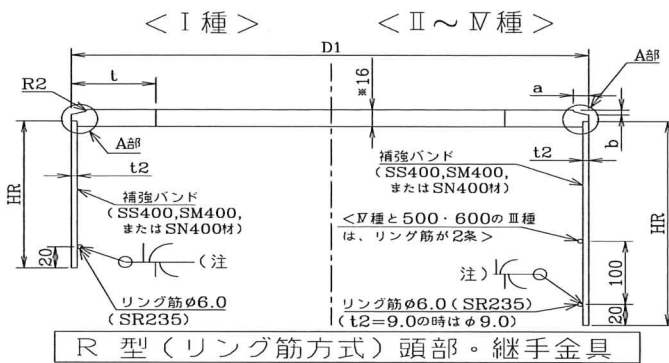 <Ⅰ種>
<Ⅱ～Ⅳ種>
D1
A部
R2
t
※16
a
A部
t2
t2
b
HR
HR
補強バンド
(SS400,SM400,
またはSN400材)
補強バンド
(SS400,SM400,
またはSN400材)
<Ⅳ種と500・600のⅢ種
は、リング筋が2条>
20
(注
注)
100
リング筋φ6.0
(SR235)
リング筋φ6.0(SR235)
(t2=9.0の時はφ9.0)
20
R 型(リング筋方式)頭部・継手金具